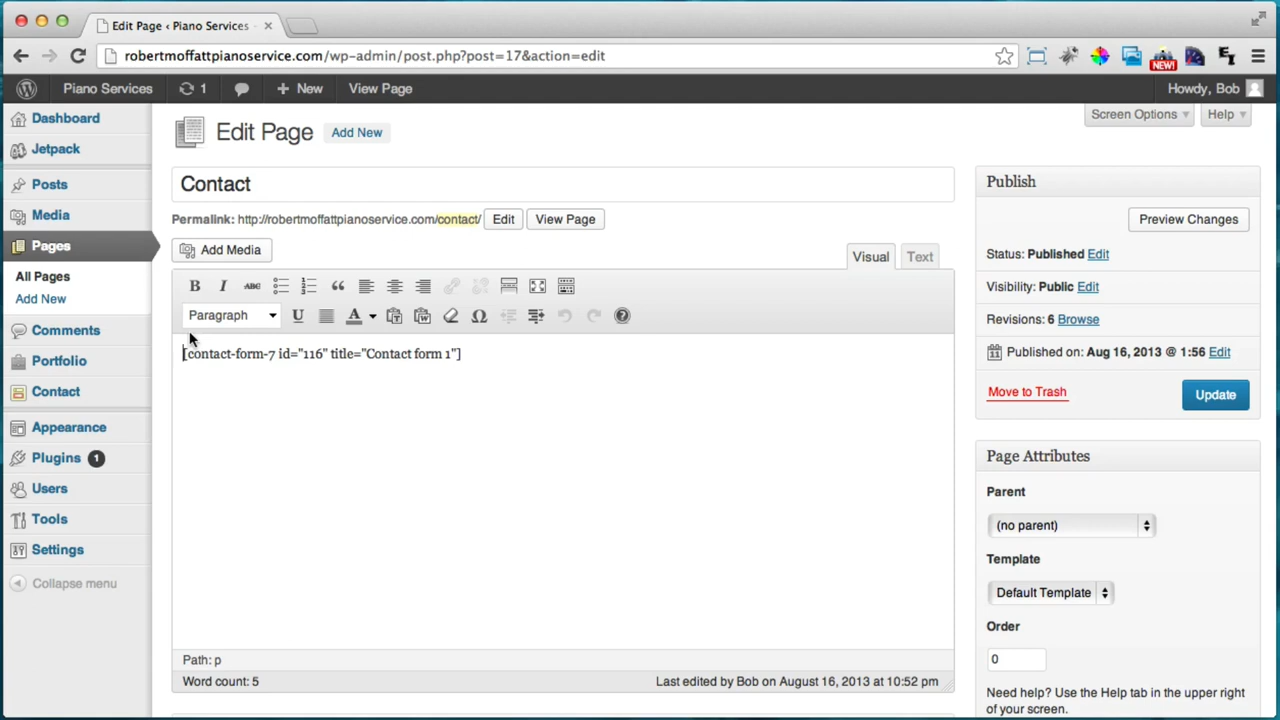 Edit Page ‹ Piano Services
robertmoffattpianoservice.com/wp-admin/post.php?post=17&action=edit
NEW!
Piano Services
1
+ New
View Page
Howdy, Bob
Dashboard
Jetpack
Posts
Media
Pages
All Pages
Add New
Comments
Portfolio
Contact
Appearance
Plugins 1
Users
Tools
Settings
Collapse menu
Screen Options
Help
Edit Page Add New
Contact
Permalink: http://robertmoffattpianoservice.com/contact/ Edit View Page
Add Media
Visual Text
B I ABC
Paragraph U A Ω
[contact-form-7 id="116" title="Contact form 1"]
Path: p
Word count: 5
Last edited by Bob on August 16, 2013 at 10:52 pm
Publish
Preview Changes
Status: Published Edit
Visibility: Public Edit
Revisions: 6 Browse
Published on: Aug 16, 2013 @ 1:56 Edit
Move to Trash
Update
Page Attributes
Parent
(no parent)
Template
Default Template
Order
0
Need help? Use the Help tab in the upper right
of your screen.